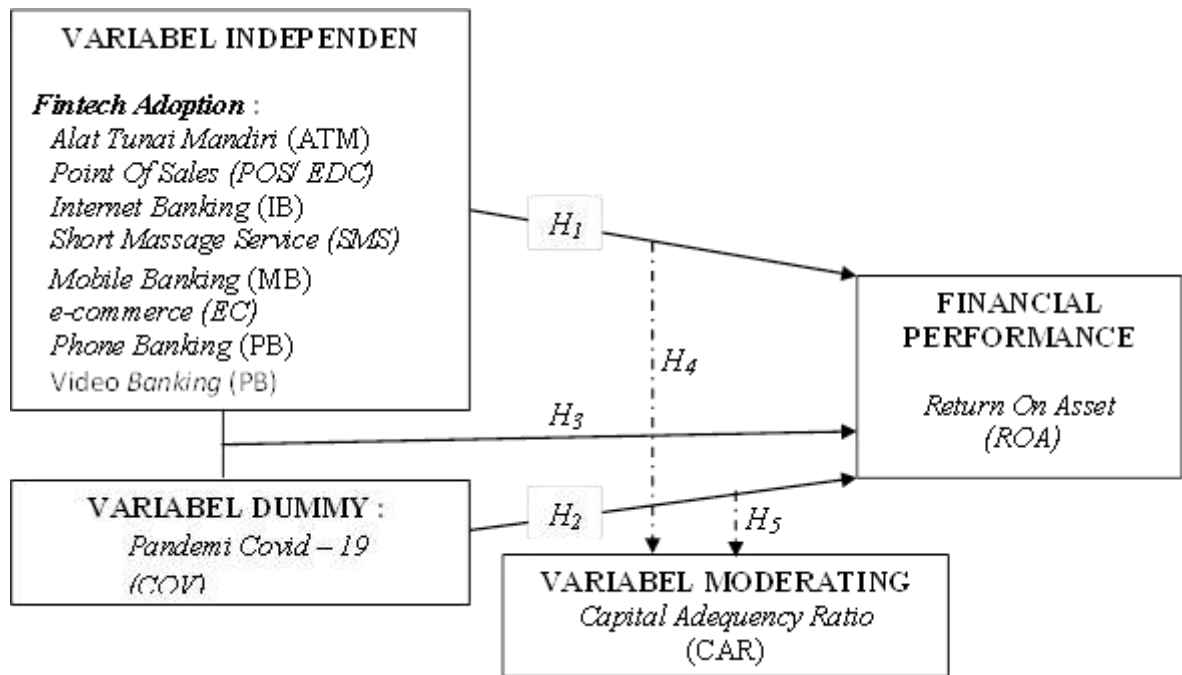 VARIABEL INDEPENDEN
Fintech Adoption :
Alat Tunai Mandiri (ATM)
Point Of Sales (POS/ EDC)
Internet Banking (IB)
Short Massage Service (SMS)
Mobile Banking (MB)
e-commerce (EC)
Phone Banking (PB)
Video Banking (PB)
H1
H4
H3
FINANCIAL
PERFORMANCE
Return On Asset
(ROA)
VARIABEL DUMMY :
Pandemi Covid – 19
(COV)
H2
H5
VARIABEL MODERATING
Capital Adequency Ratio
(CAR)